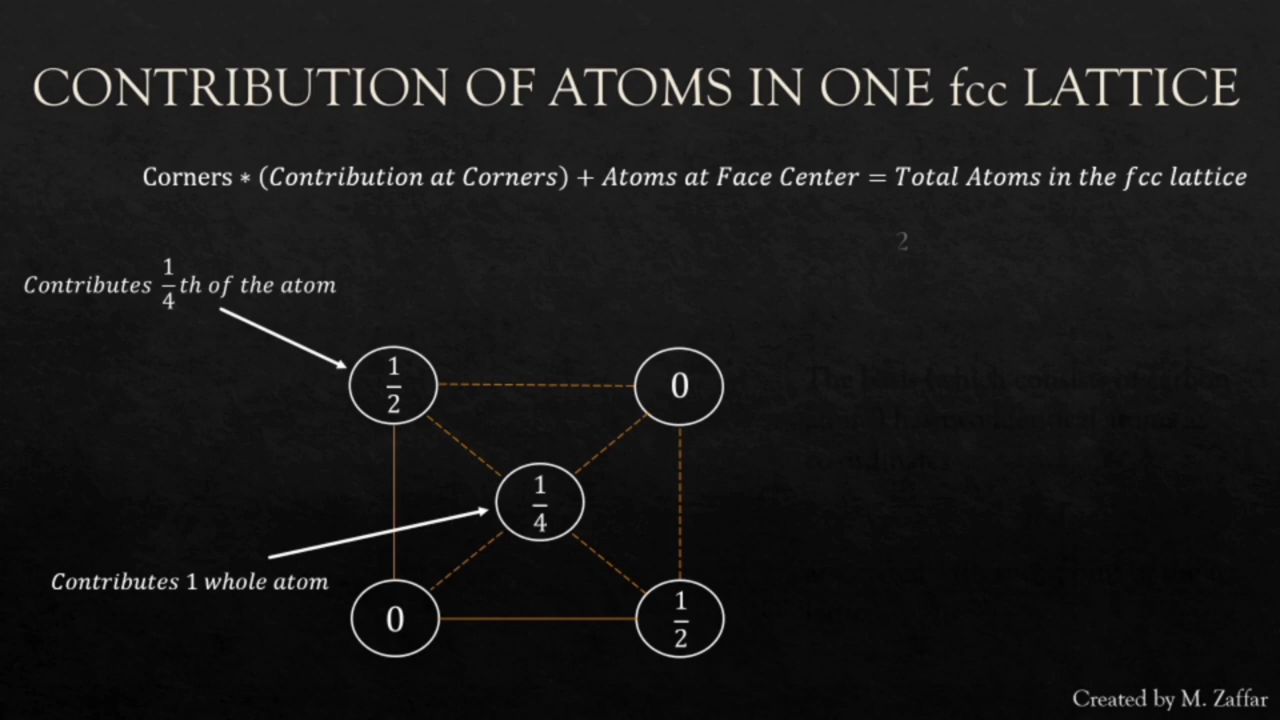 CONTRIBUTION OF ATOMS IN ONE fcc LATTICE
Corners * (Contribution at Corners) + Atoms at Face Center = Total Atoms in the fcc lattice
2
Contributes 1/4 th of the atom
1/2
0
1/4
Contributes 1 whole atom
0
1/2
Created by M. Zaffar